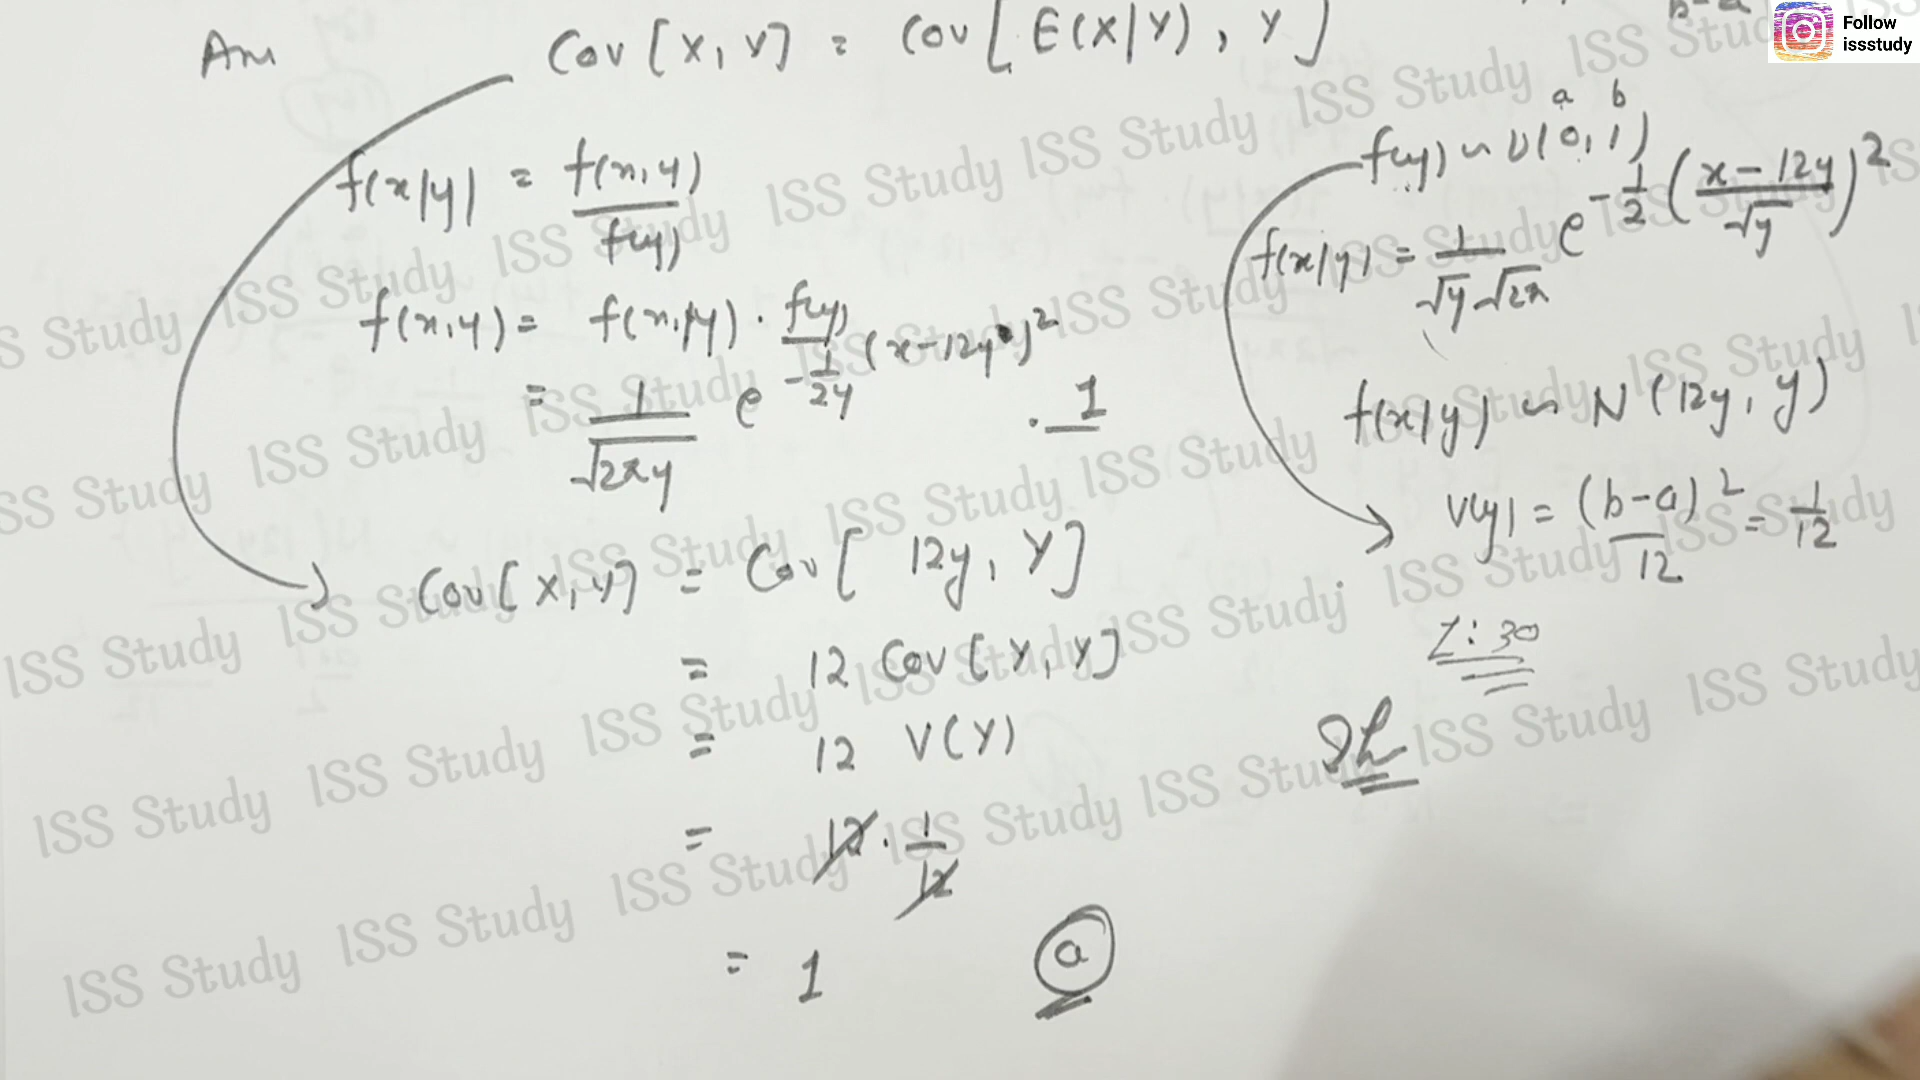 Follow
issstudy
Ans Cov [X, Y] = Cov [E(X|Y), Y]
f(x|y) = f(x,y) / f(y)
f(x,y) = f(x|y) . f(y)
= 1/√2πy e^-1/2y (x-12y)^2 . 1
Cov[X,Y] = Cov [12y, Y]
= 12 Cov [Y, Y]
= 12 V(Y)
= 12 . 1/12
= 1 (a)
a b
f(y) ~ U(0,1)
f(x|y) = 1/√y √2π e^-1/2 (x-12y/√y)^2
f(x|y) ~ N(12y, y)
V(y) = (b-a)^2/12 = 1/12
2:30
ISS Study